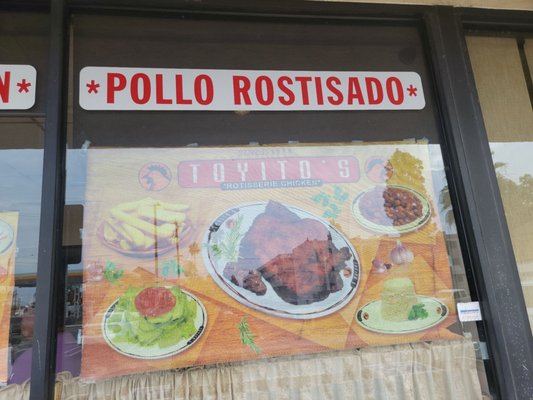 N*
*POLLO ROSTISADO*
TOYITO'S
"ROTISSERIE CHICKEN"